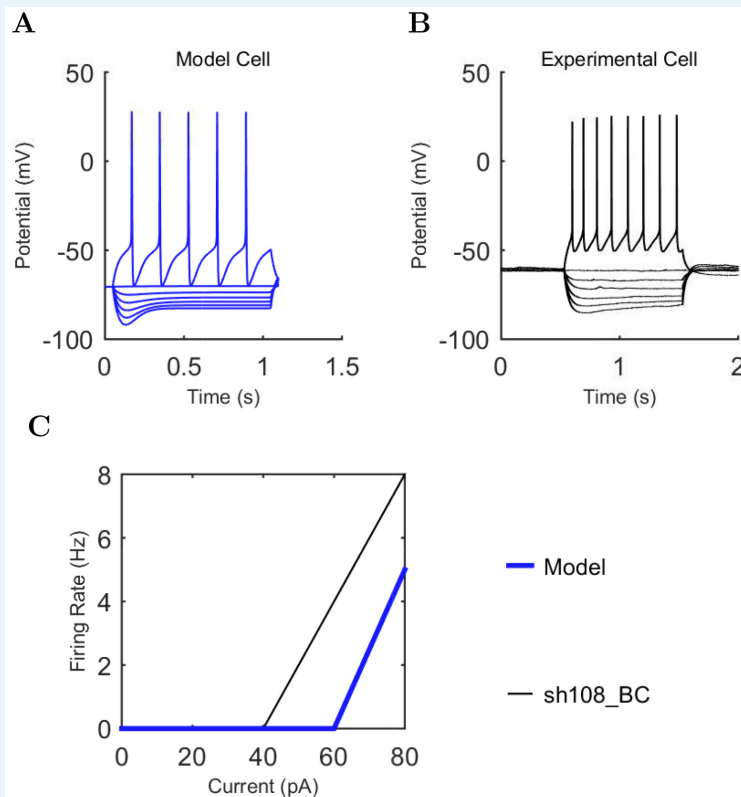 A
Model Cell
50
0
-50
-100
Potential (mV)
0
0.5
1
1.5
Time (s)
B
Experimental Cell
50
0
-50
-100
Potential (mV)
0
1
2
Time (s)
C
8
6
4
2
0
Firing Rate (Hz)
0
20
40
60
80
Current (pA)
Model
sh108_BC